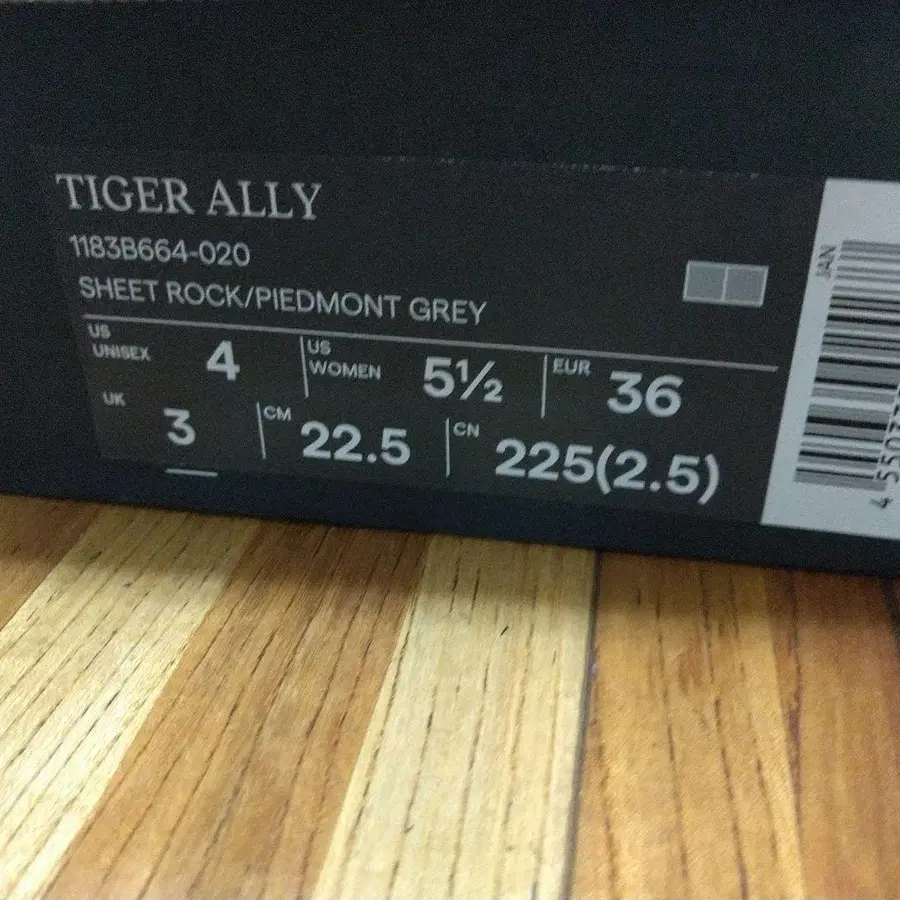 TIGER ALLY
1183B664-020
SHEET ROCK/PIEDMONT GREY
US UNISEX 4 US WOMEN 5½ EUR 36
UK 3 CM 22.5 CN 225(2.5)
JAN